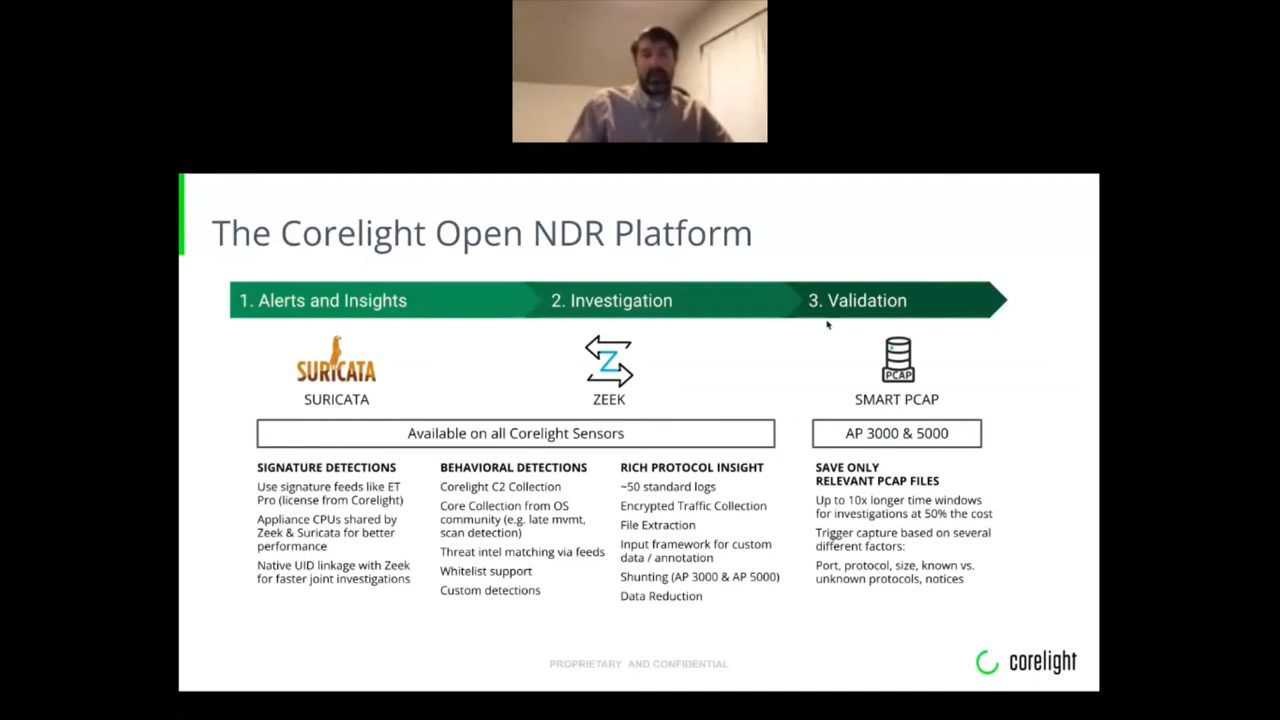 The Corelight Open NDR Platform
1. Alerts and Insights
2. Investigation
3. Validation
SURICATA
SURICATA
Z
ZEEK
PCAP
SMART PCAP
Available on all Corelight Sensors
AP 3000 & 5000
SIGNATURE DETECTIONS
Use signature feeds like ET
Pro (license from Corelight)
Appliance CPUs shared by
Zeek & Suricata for better
performance
Native UID linkage with Zeek
for faster joint investigations
BEHAVIORAL DETECTIONS
Corelight C2 Collection
Core Collection from OS
community (e.g. late mvmt,
scan detection)
Threat intel matching via feeds
Whitelist support
Custom detections
RICH PROTOCOL INSIGHT
~50 standard logs
Encrypted Traffic Collection
File Extraction
Input framework for custom
data / annotation
Shunting (AP 3000 & AP 5000)
Data Reduction
SAVE ONLY
RELEVANT PCAP FILES
Up to 10x longer time windows
for investigations at 50% the cost
Trigger capture based on several
different factors:
Port, protocol, size, known vs.
unknown protocols, notices
PROPRIETARY AND CONFIDENTIAL
corelight